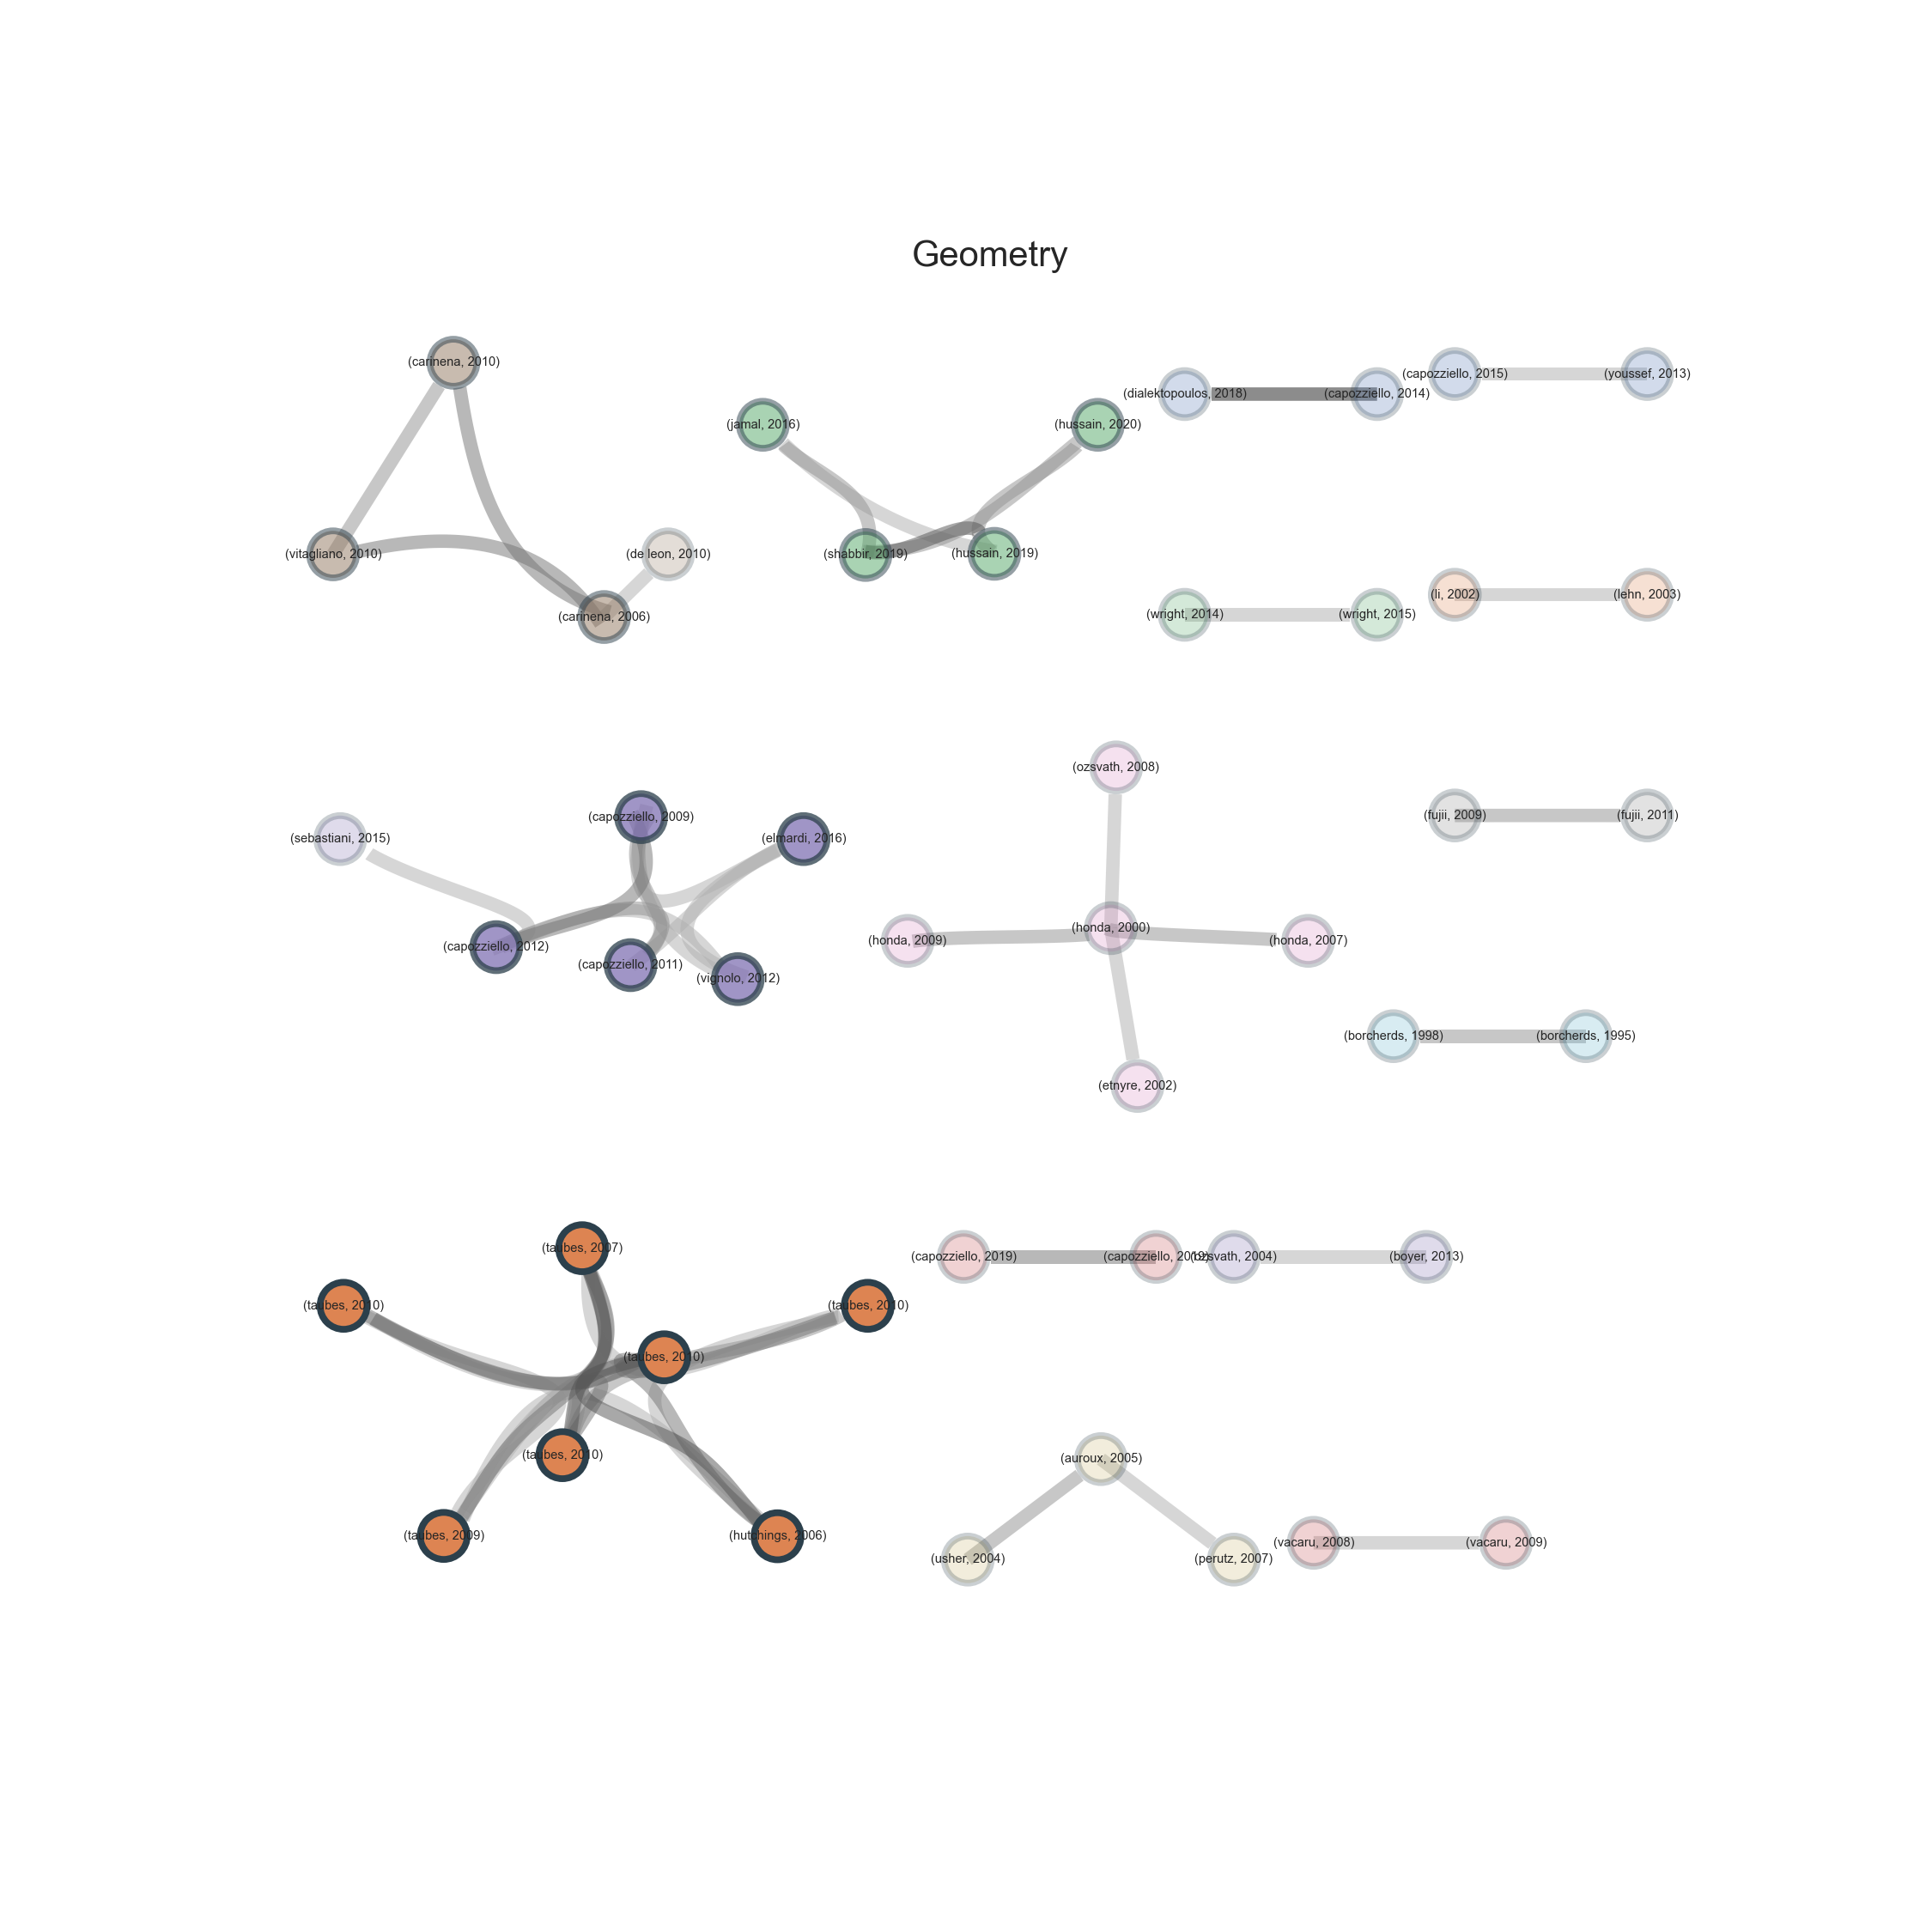 Geometry
(carinena, 2010)
(vitagliano, 2010)
(de leon, 2010)
(carinena, 2006)
(jamal, 2016)
(hussain, 2020)
(shabbir, 2019)
(hussain, 2019)
(dialektopoulos, 2018)
(capozziello, 2014)
(capozziello, 2015)
(youssef, 2013)
(wright, 2014)
(wright, 2015)
(li, 2002)
(lehn, 2003)
(sebastiani, 2015)
(capozziello, 2009)
(elmardi, 2016)
(capozziello, 2012)
(capozziello, 2011)
(vignolo, 2012)
(ozsvath, 2008)
(honda, 2009)
(honda, 2000)
(honda, 2007)
(etnyre, 2002)
(fujii, 2009)
(fujii, 2011)
(borcherds, 1998)
(borcherds, 1995)
(taubes, 2007)
(taubes, 2010)
(taubes, 2010)
(taubes, 2010)
(taubes, 2010)
(taubes, 2009)
(hutchings, 2006)
(capozziello, 2019)
(capozziello, 2019)
(ozsvath, 2004)
(boyer, 2013)
(auroux, 2005)
(usher, 2004)
(perutz, 2007)
(vacaru, 2008)
(vacaru, 2009)